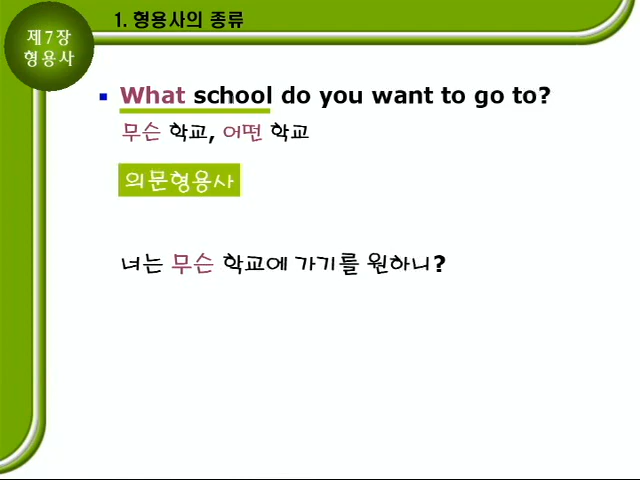 제7장
형용사
1. 형용사의 종류
What school do you want to go to?
무슨 학교, 어떤 학교
의문형용사
너는 무슨 학교에 가기를 원하니?